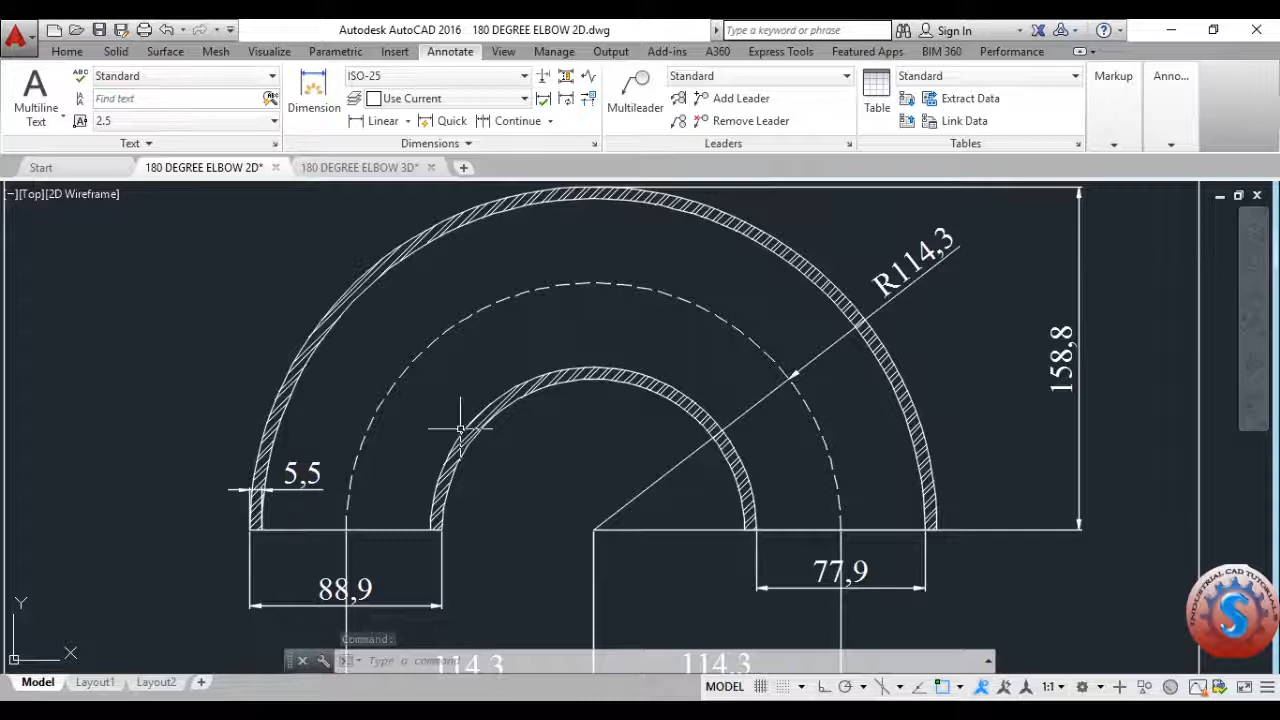 Autodesk AutoCAD 2016 180 DEGREE ELBOW 2D.dwg
Type a keyword or phrase
Sign In
Home Solid Surface Mesh Visualize Parametric Insert Annotate View Manage Output Add-ins A360 Express Tools Featured Apps BIM 360 Performance
Multiline
Text
Standard
Find text
2.5
Text
Dimension
ISO-25
Use Current
Linear Quick Continue
Dimensions
Multileader
Standard
Add Leader
Remove Leader
Leaders
Table
Standard
Extract Data
Link Data
Tables
Markup
Anno...
Start 180 DEGREE ELBOW 2D* 180 DEGREE ELBOW 3D*
[−][Top][2D Wireframe]
R114,3
158,8
5,5
77,9
88,9
114,3
114,3
Y
X
INDUSTRIAL CAD TUTORIALS
S
Command:
Type a command
Model Layout1 Layout2
MODEL
1:1